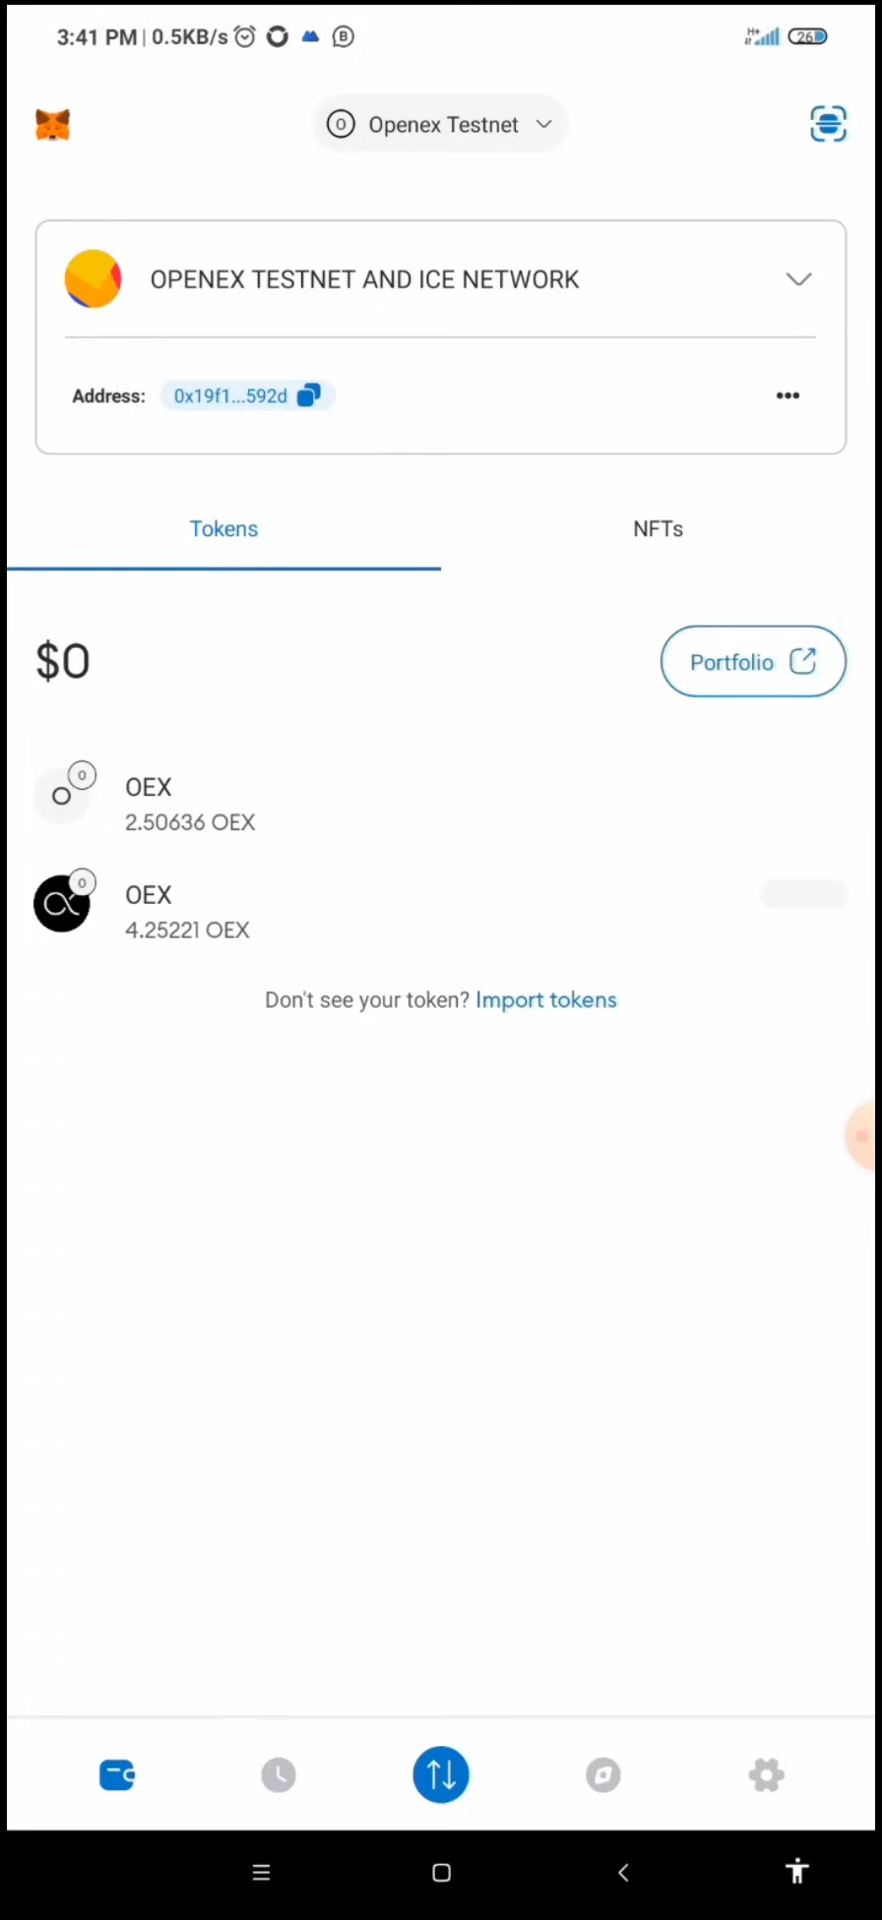 3:41 PM | 0.5KB/s B H+ 26
O Openex Testnet
OPENEX TESTNET AND ICE NETWORK
Address: 0x19f1...592d
Tokens NFTs
$0 Portfolio
O O
OEX
2.50636 OEX
O
OEX
4.25221 OEX
Don't see your token? Import tokens